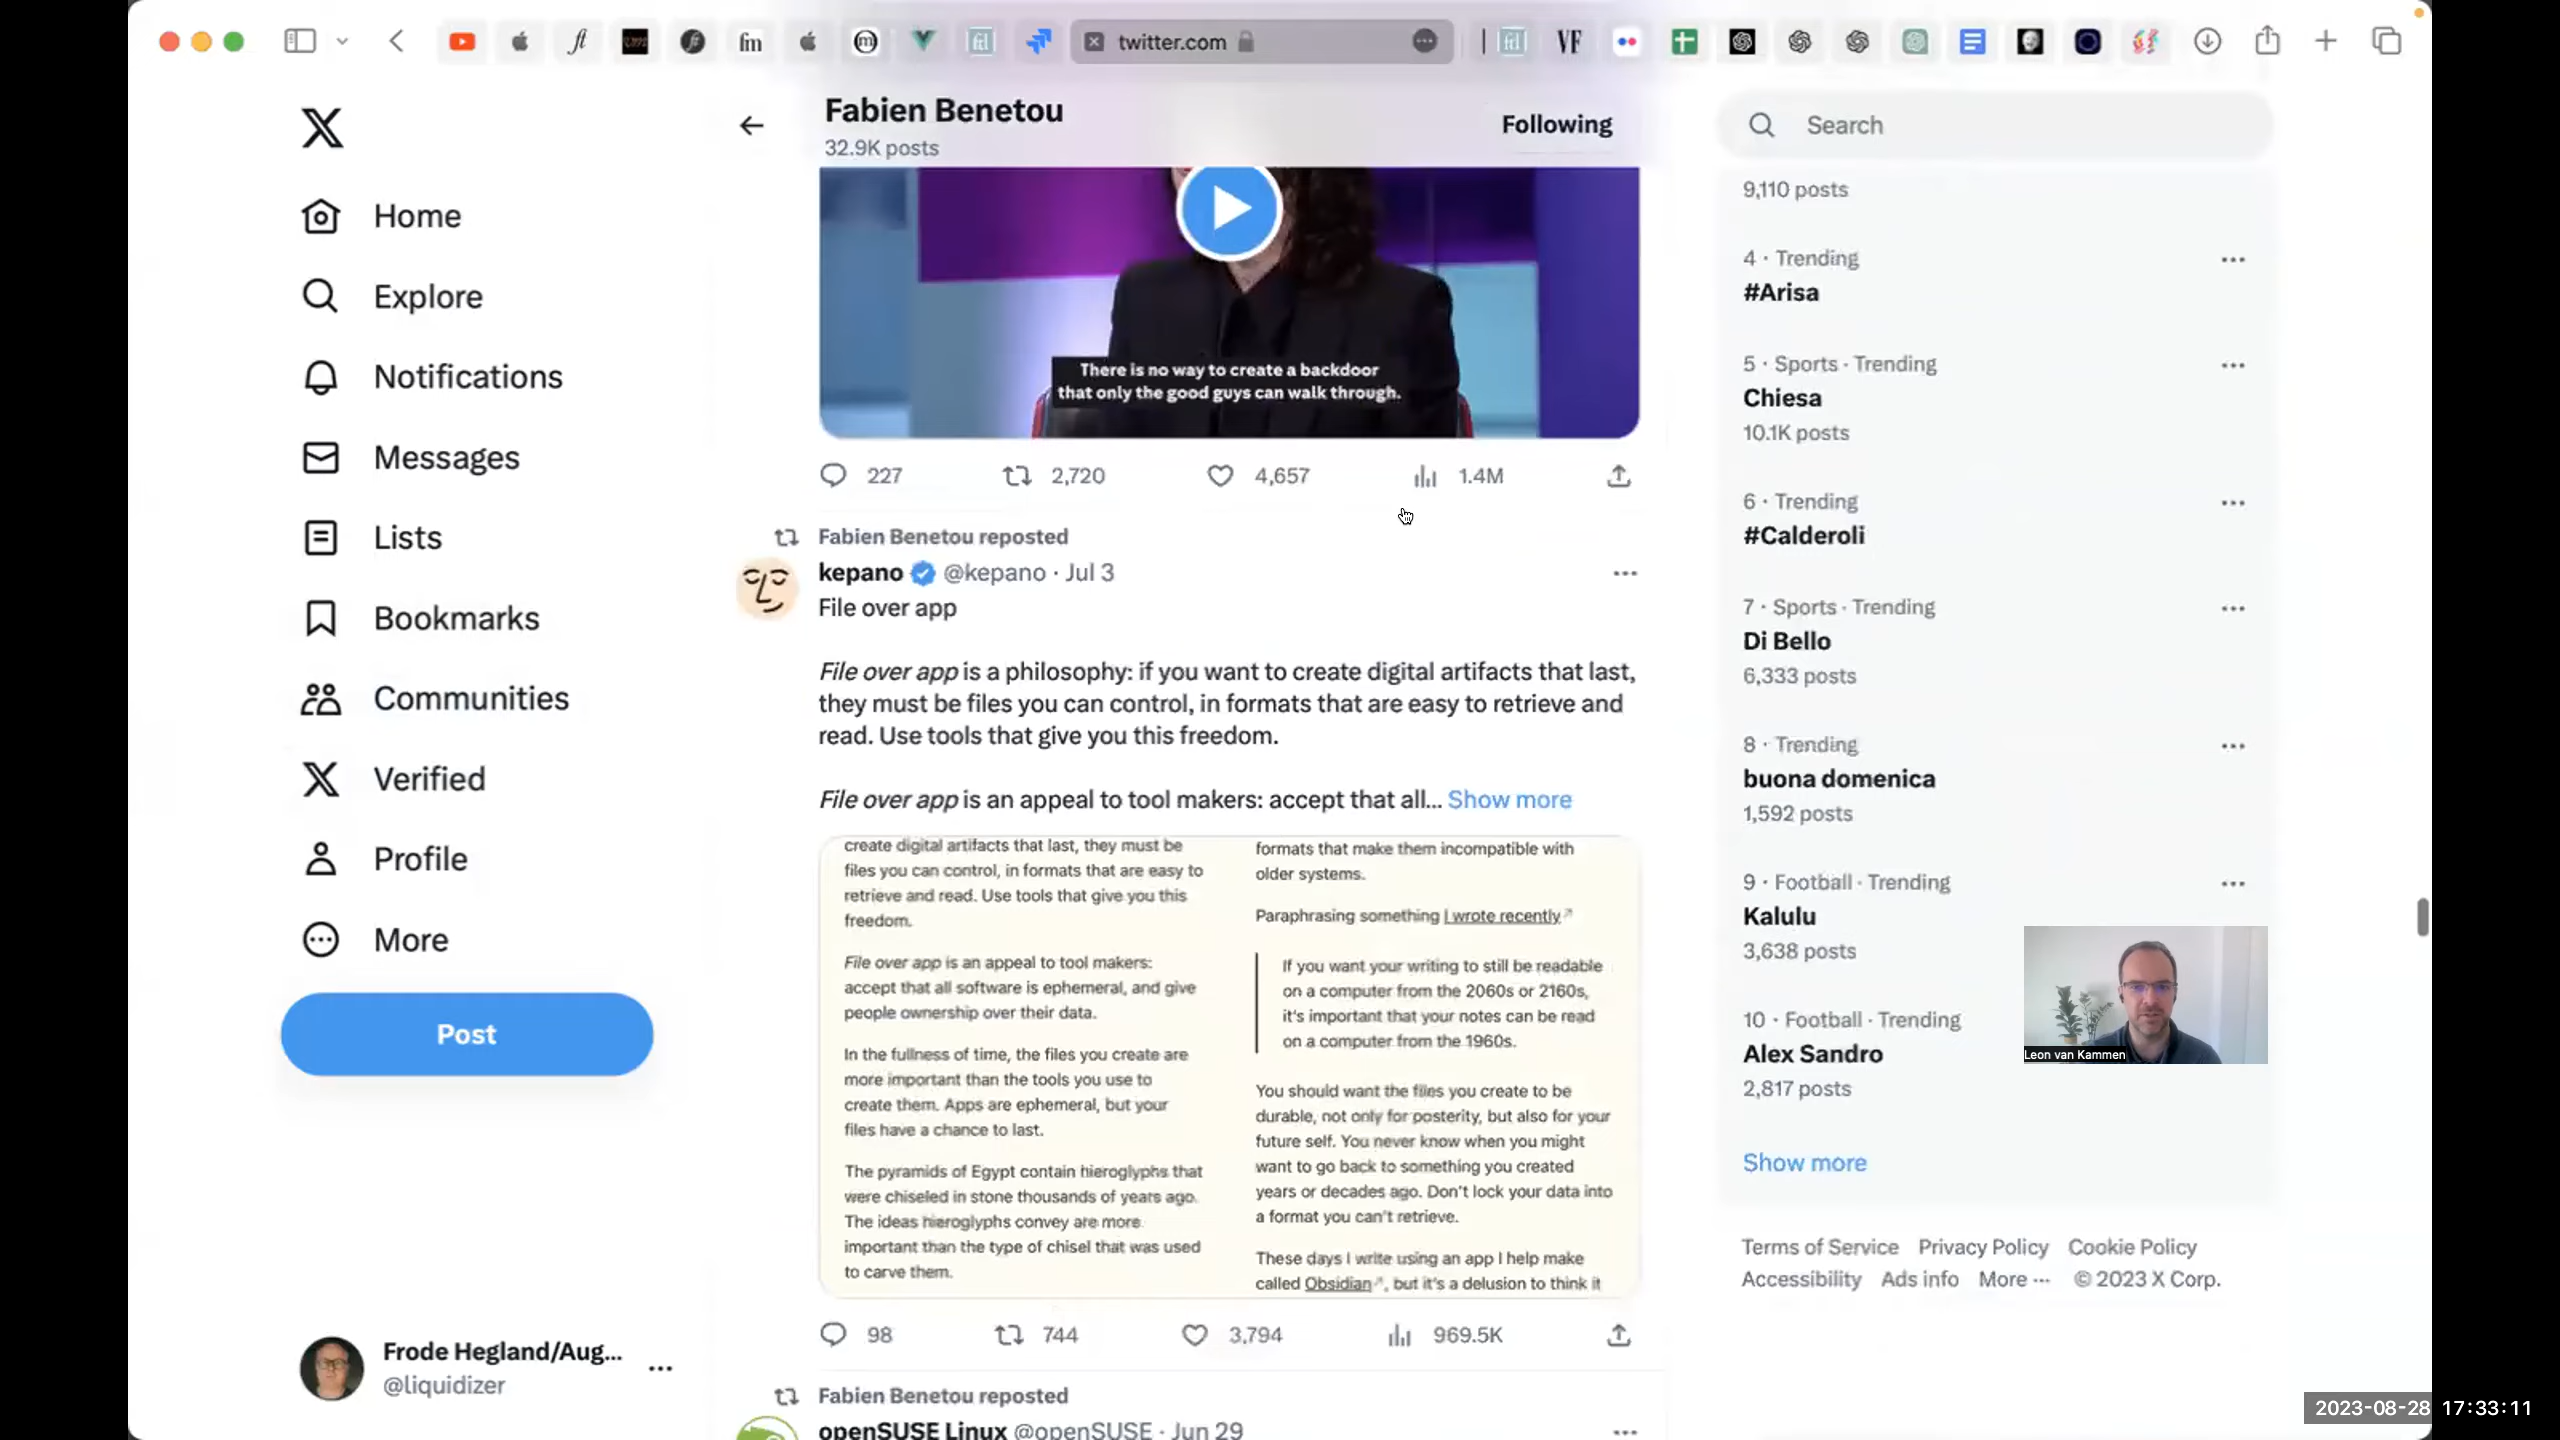 twitter.com
fm
VF
Home
Explore
Notifications
Messages
Lists
Bookmarks
Communities
Verified
Profile
More
Post
Frode Hegland/Aug...
@liquidizer
Fabien Benetou
32.9K posts
Following
There is no way to create a backdoor
that only the good guys can walk through.
227 2,720 4,657 1.4M
Fabien Benetou reposted
kepano @kepano · Jul 3
File over app
File over app is a philosophy: if you want to create digital artifacts that last,
they must be files you can control, in formats that are easy to retrieve and
read. Use tools that give you this freedom.
File over app is an appeal to tool makers: accept that all... Show more
create digital artifacts that last, they must be
files you can control, in formats that are easy to
retrieve and read. Use tools that give you this
freedom.
File over app is an appeal to tool makers:
accept that all software is ephemeral, and give
people ownership over their data.
In the fullness of time, the files you create are
more important than the tools you use to
create them. Apps are ephemeral, but your
files have a chance to last.
The pyramids of Egypt contain hieroglyphs that
were chiseled in stone thousands of years ago.
The ideas hieroglyphs convey are more
important than the type of chisel that was used
to carve them.
formats that make them incompatible with
older systems.
Paraphrasing something I wrote recently
If you want your writing to still be readable
on a computer from the 2060s or 2160s,
it's important that your notes can be read
on a computer from the 1960s.
You should want the files you create to be
durable, not only for posterity, but also for your
future self. You never know when you might
want to go back to something you created
years or decades ago. Don't lock your data into
a format you can't retrieve.
These days I write using an app I help make
called Obsidian, but it's a delusion to think it
98 744 3,794 969.5K
Fabien Benetou reposted
openSUSE Linux @openSUSE · Jun 29
Search
9,110 posts
4 · Trending
#Arisa
5 · Sports · Trending
Chiesa
10.1K posts
6 · Trending
#Calderoli
7 · Sports · Trending
Di Bello
6,333 posts
8 · Trending
buona domenica
1,592 posts
9 · Football · Trending
Kalulu
3,638 posts
10 · Football · Trending
Alex Sandro
2,817 posts
Show more
Leon van Kammen
Terms of Service Privacy Policy Cookie Policy
Accessibility Ads info More ··· © 2023 X Corp.
2023-08-28 17:33:11